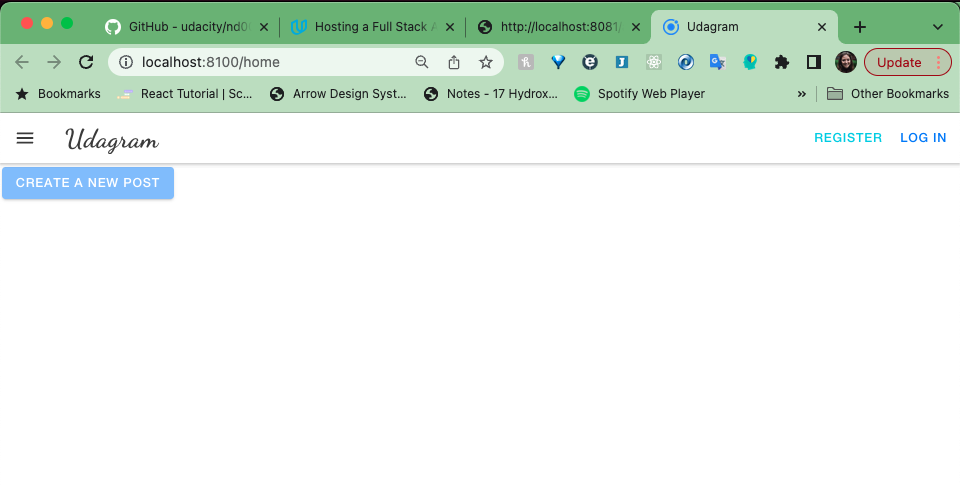 GitHub - udacity/nd0 Hosting a Full Stack A http://localhost:8081/ Udagram
localhost:8100/home Update
Bookmarks React Tutorial | Sc... Arrow Design Syst... Notes - 17 Hydrox... Spotify Web Player » Other Bookmarks
Udagram REGISTER LOG IN
CREATE A NEW POST